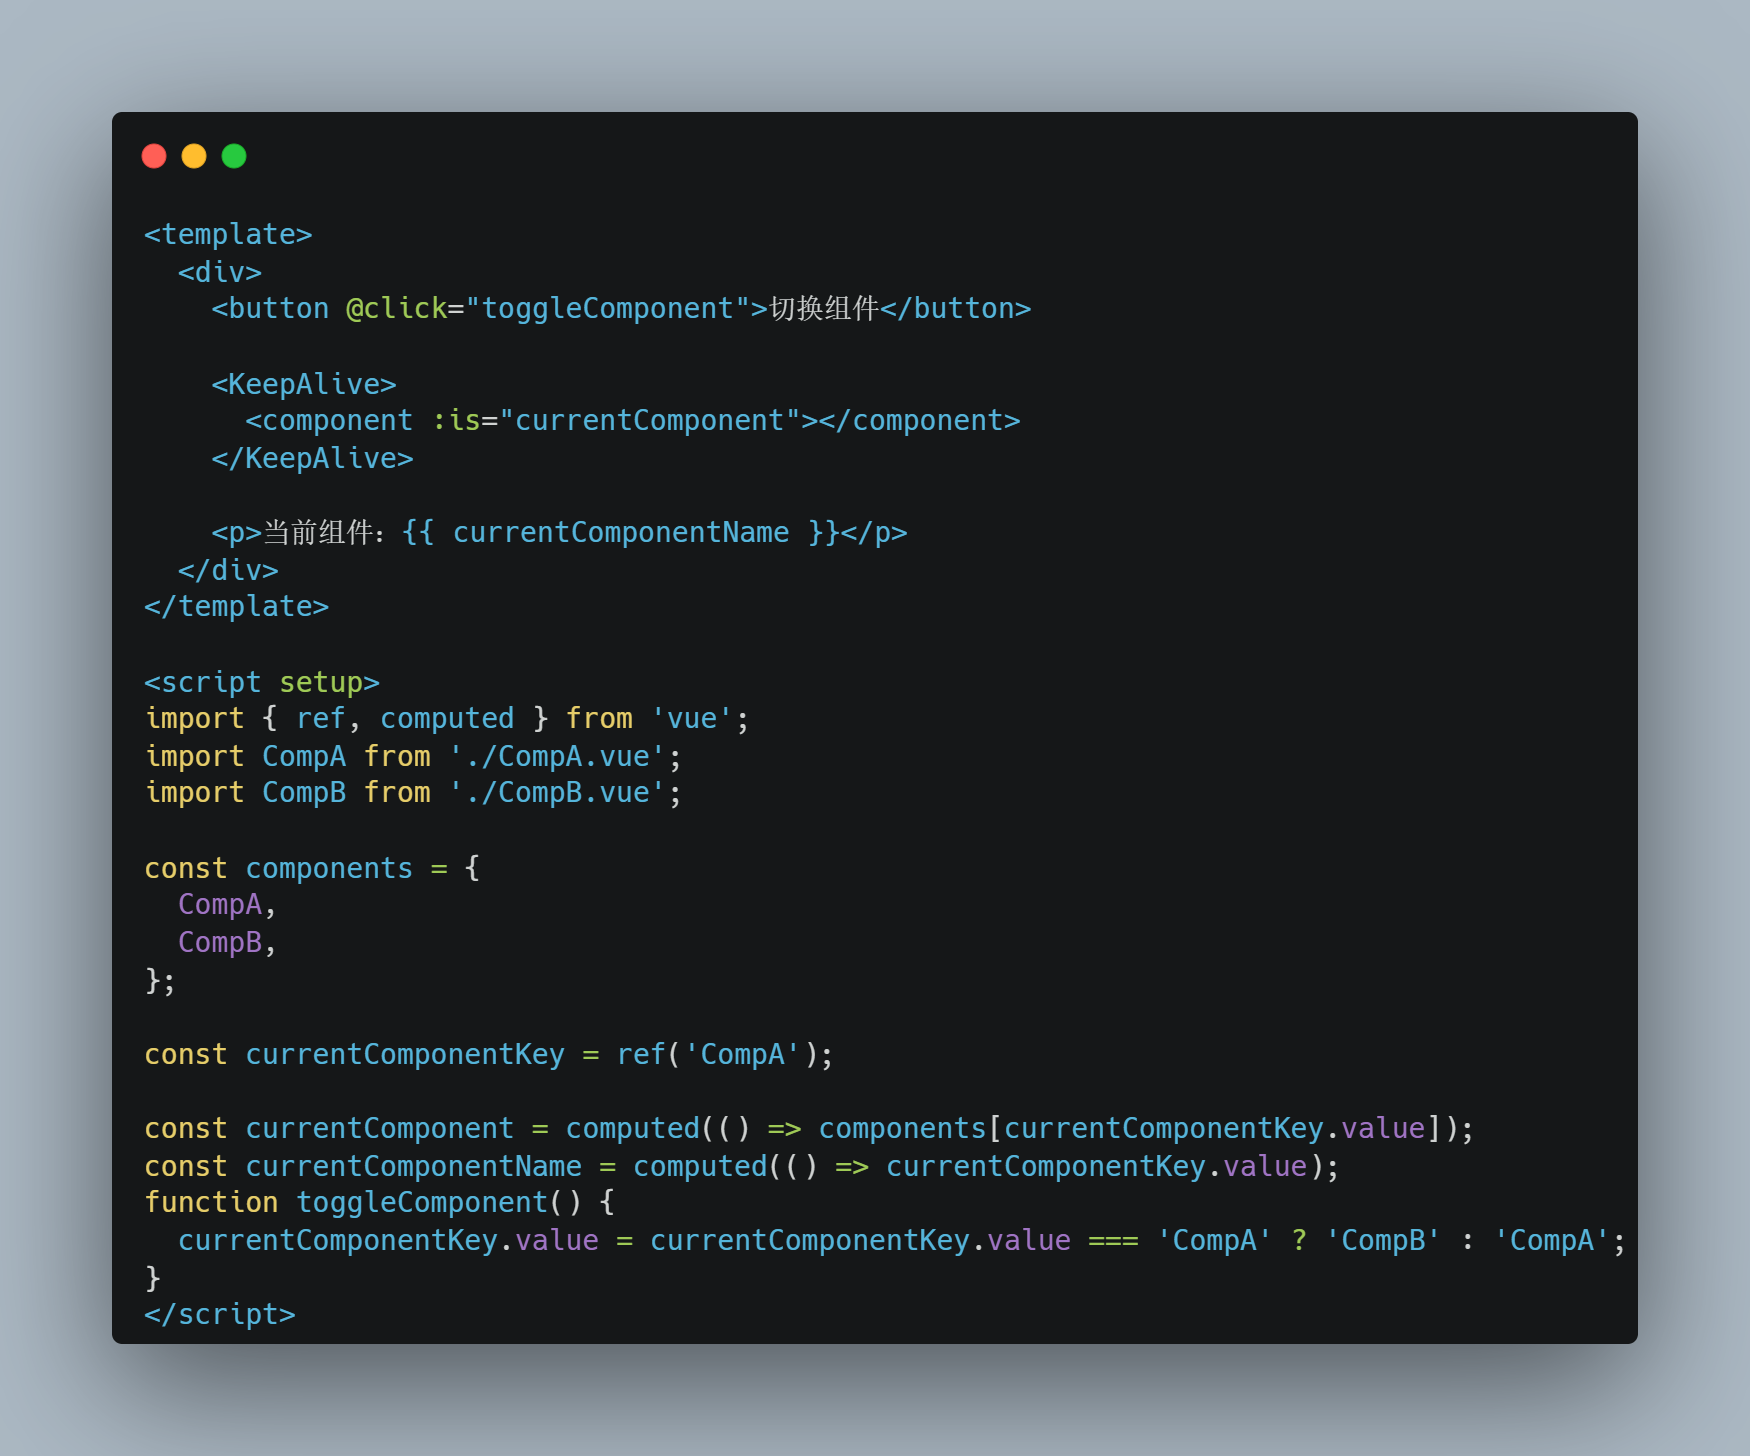 <template>
  <div>
    <button @click="toggleComponent">切换组件</button>

    <KeepAlive>
      <component :is="currentComponent"></component>
    </KeepAlive>

    <p>当前组件：{{ currentComponentName }}</p>
  </div>
</template>

<script setup>
import { ref, computed } from 'vue';
import CompA from './CompA.vue';
import CompB from './CompB.vue';

const components = {
  CompA,
  CompB,
};

const currentComponentKey = ref('CompA');

const currentComponent = computed(() => components[currentComponentKey.value]);
const currentComponentName = computed(() => currentComponentKey.value);
function toggleComponent() {
  currentComponentKey.value = currentComponentKey.value === 'CompA' ? 'CompB' : 'CompA';
}
</script>